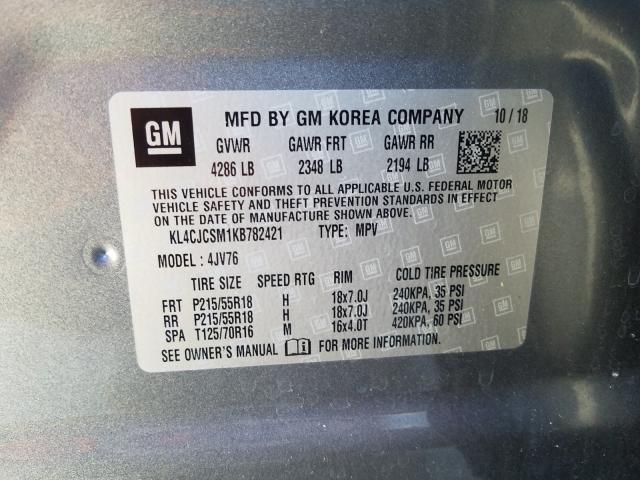 GM
MFD BY GM KOREA COMPANY 10/18
GVWR GAWR FRT GAWR RR
4286 LB 2348 LB 2194 LB
THIS VEHICLE CONFORMS TO ALL APPLICABLE U.S. FEDERAL MOTOR
VEHICLE SAFETY AND THEFT PREVENTION STANDARDS IN EFFECT
ON THE DATE OF MANUFACTURE SHOWN ABOVE.
KL4CJCSM1KB782421 TYPE: MPV
MODEL: 4JV76
TIRE SIZE SPEED RTG RIM COLD TIRE PRESSURE
FRT P215/55R18 H 18x7.0J 240KPA, 35 PSI
RR P215/55R18 H 18x7.0J 240KPA, 35 PSI
SPA T125/70R16 M 16x4.0T 420KPA, 60 PSI
SEE OWNER'S MANUAL FOR MORE INFORMATION.